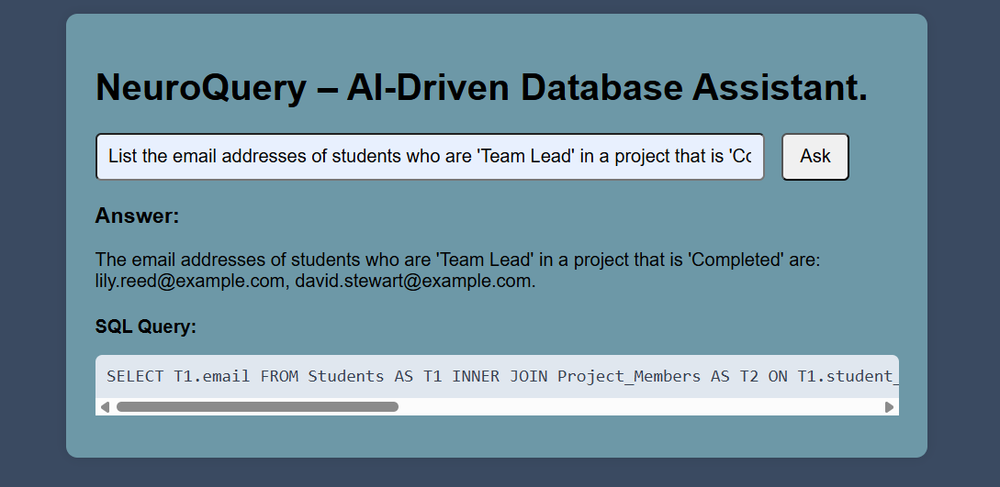 NeuroQuery – AI-Driven Database Assistant.
List the email addresses of students who are 'Team Lead' in a project that is 'Co
Ask
Answer:
The email addresses of students who are 'Team Lead' in a project that is 'Completed' are:
lily.reed@example.com, david.stewart@example.com.
SQL Query:
SELECT T1.email FROM Students AS T1 INNER JOIN Project_Members AS T2 ON T1.student_